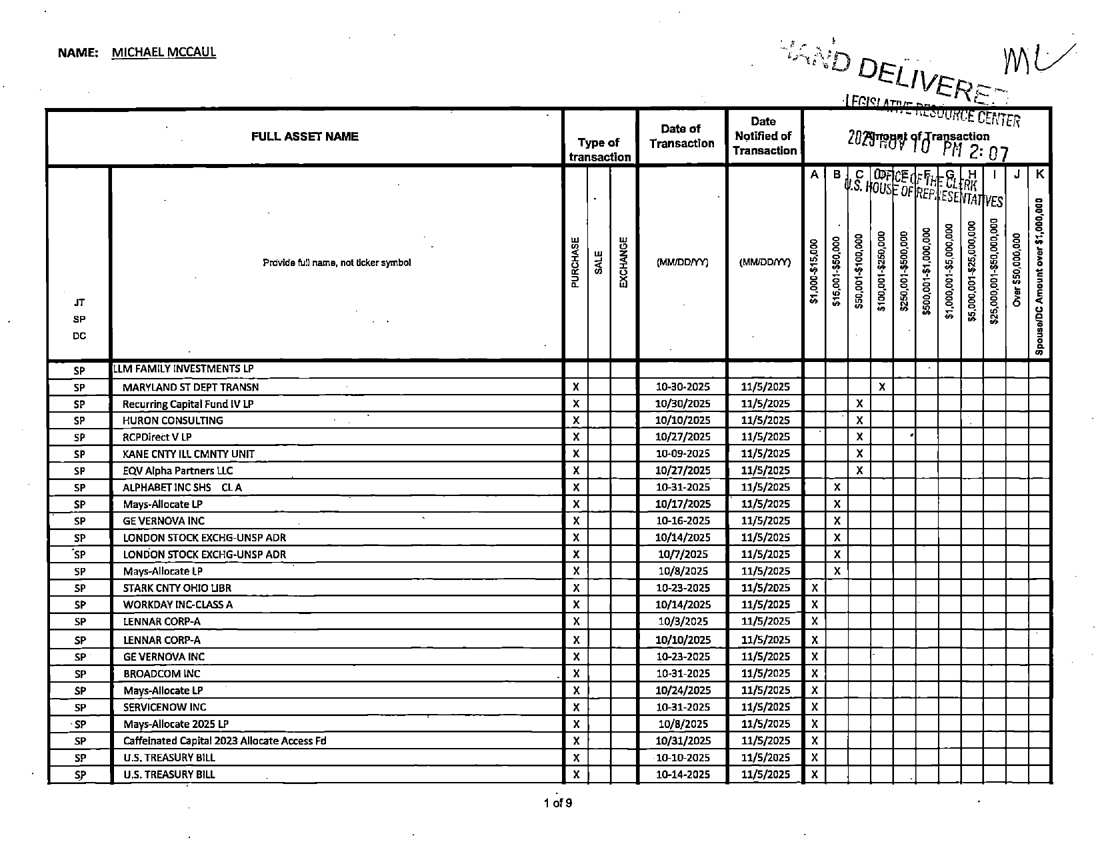 NAME: MICHAEL MCCAUL
HAND DELIVERED
LEGISLATIVE RESOURCE CENTER
2025 NOV 10 PM 2:07
OFFICE OF THE CLERK
U.S. HOUSE OF REPRESENTATIVES
FULL ASSET NAME
Type of transaction
Date of Transaction
Date Notified of Transaction
Amount of Transaction
A B C D E F G H I J K
Provide full name, not ticker symbol
JT
SP
DC
PURCHASE
SALE
EXCHANGE
(MM/DD/YY)
(MM/DD/YY)
$1,000-$15,000
$15,001-$50,000
$50,001-$100,000
$100,001-$250,000
$250,001-$500,000
$500,001-$1,000,000
$1,000,001-$5,000,000
$5,000,001-$25,000,000
$25,000,001-$50,000,000
Over $50,000,000
Spouse/DC Amount over $1,000,000
SP LLM FAMILY INVESTMENTS LP
SP MARYLAND ST DEPT TRANSN X 10-30-2025 11/5/2025 X
SP Recurring Capital Fund IV LP X 10/30/2025 11/5/2025 X
SP HURON CONSULTING X 10/10/2025 11/5/2025 X
SP RCPDirect V LP X 10/27/2025 11/5/2025 X
SP KANE CNTY ILL CMNTY UNIT X 10-09-2025 11/5/2025 X
SP EQV Alpha Partners LLC X 10/27/2025 11/5/2025 X
SP ALPHABET INC SHS CL A X 10-31-2025 11/5/2025 X
SP Mays-Allocate LP X 10/17/2025 11/5/2025 X
SP GE VERNOVA INC X 10-16-2025 11/5/2025 X
SP LONDON STOCK EXCHG-UNSP ADR X 10/14/2025 11/5/2025 X
SP LONDON STOCK EXCHG-UNSP ADR X 10/7/2025 11/5/2025 X
SP Mays-Allocate LP X 10/8/2025 11/5/2025 X
SP STARK CNTY OHIO LIBR X 10-23-2025 11/5/2025 X
SP WORKDAY INC-CLASS A X 10/14/2025 11/5/2025 X
SP LENNAR CORP-A X 10/3/2025 11/5/2025 X
SP LENNAR CORP-A X 10/10/2025 11/5/2025 X
SP GE VERNOVA INC X 10-23-2025 11/5/2025 X
SP BROADCOM INC X 10-31-2025 11/5/2025 X
SP Mays-Allocate LP X 10/24/2025 11/5/2025 X
SP SERVICENOW INC X 10-31-2025 11/5/2025 X
SP Mays-Allocate 2025 LP X 10/8/2025 11/5/2025 X
SP Caffeinated Capital 2023 Allocate Access Fd X 10/31/2025 11/5/2025 X
SP U.S. TREASURY BILL X 10-10-2025 11/5/2025 X
SP U.S. TREASURY BILL X 10-14-2025 11/5/2025 X
1 of 9